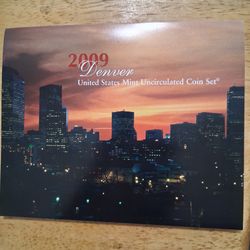 2009
Denver
United States Mint Uncirculated Coin Set®